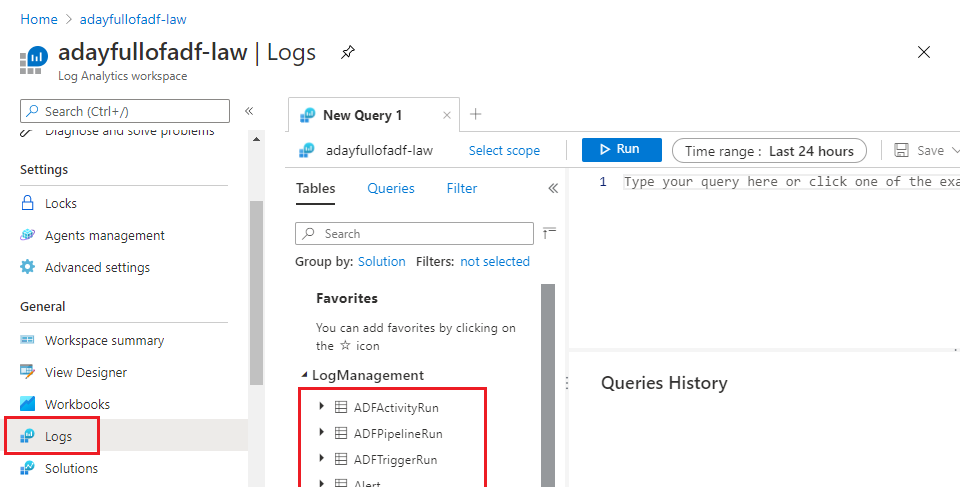 Home > adayfullofadf-law
adayfullofadf-law | Logs
Log Analytics workspace
Search (Ctrl+/)
«
Diagnose and solve problems
Settings
Locks
Agents management
Advanced settings
General
Workspace summary
View Designer
Workbooks
Logs
Solutions
New Query 1
adayfullofadf-law
Select scope
Run
Time range : Last 24 hours
Save
Tables
Queries
Filter
«
Search
Group by: Solution Filters: not selected
Favorites
You can add favorites by clicking on
the ☆ icon
LogManagement
ADFActivityRun
ADFPipelineRun
ADFTriggerRun
Alert
1 Type your query here or click one of the exa
Queries History